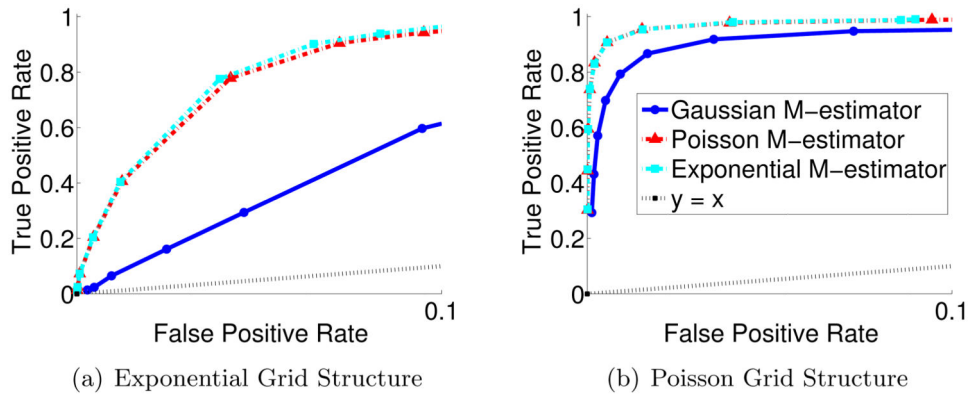 True Positive Rate
1
0.8
0.6
0.4
0.2
0
0.1
False Positive Rate
(a) Exponential Grid Structure
True Positive Rate
1
0.8
0.6
0.4
0.2
0
0.1
False Positive Rate
Gaussian M-estimator
Poisson M-estimator
Exponential M-estimator
y = x
(b) Poisson Grid Structure